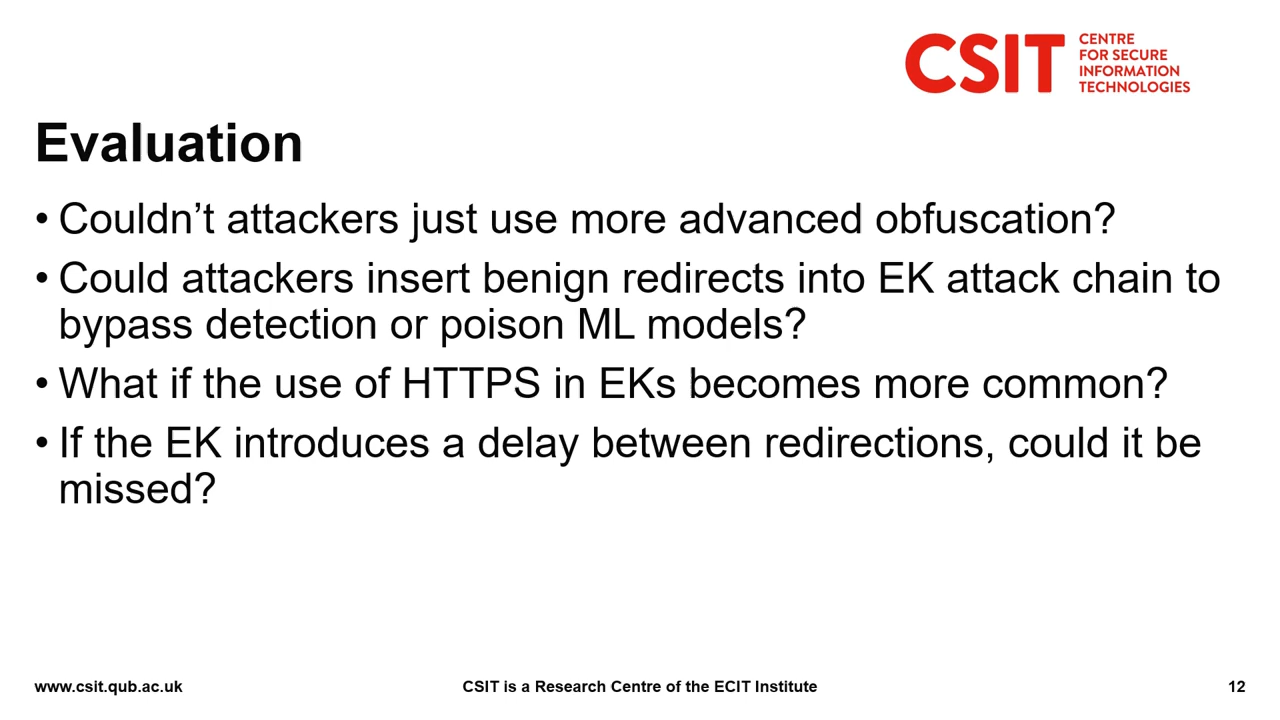 CSIT
CENTRE
FOR SECURE
INFORMATION
TECHNOLOGIES
Evaluation
• Couldn’t attackers just use more advanced obfuscation?
• Could attackers insert benign redirects into EK attack chain to
bypass detection or poison ML models?
• What if the use of HTTPS in EKs becomes more common?
• If the EK introduces a delay between redirections, could it be
missed?
www.csit.qub.ac.uk
CSIT is a Research Centre of the ECIT Institute
12